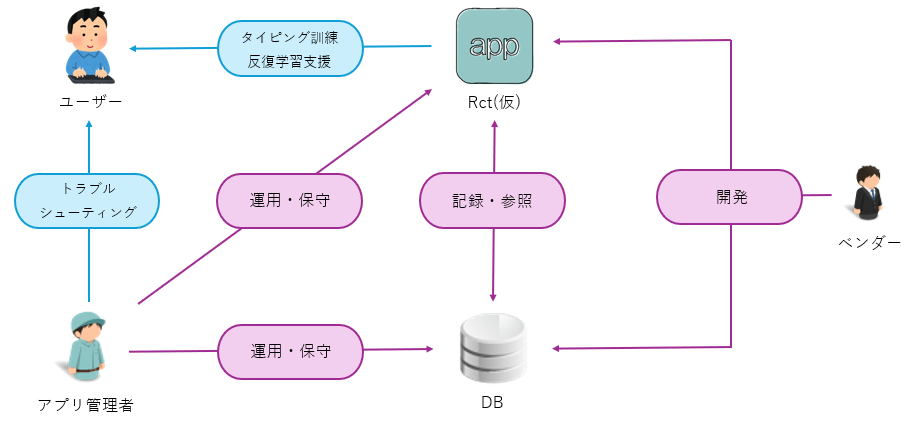 タイピング訓練
反復学習支援
app
ユーザー
Rct(仮)
トラブル
シューティング
運用・保守
記録・参照
開発
ベンダー
運用・保守
アプリ管理者
DB